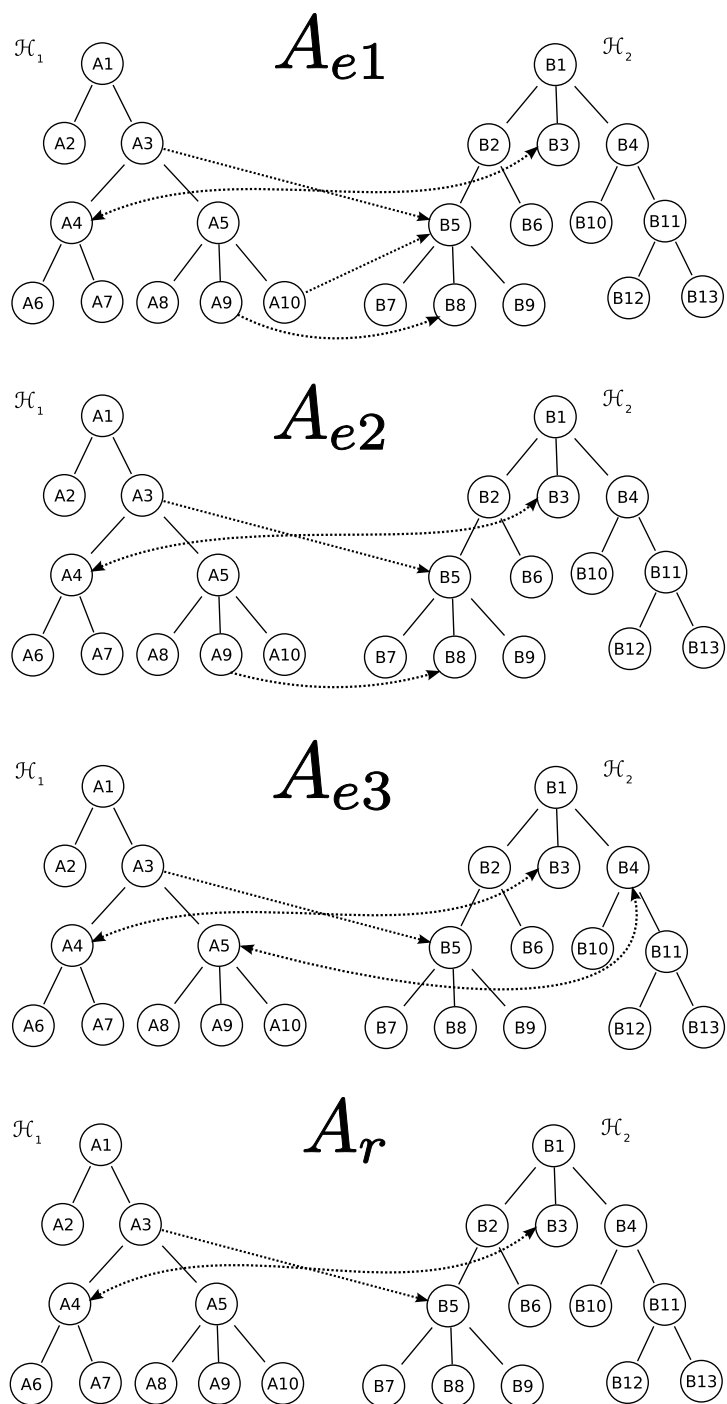 ℋ1 A_e1 ℋ2
A1 B1
A2 A3 B2 B3 B4
A4 A5 B5 B6 B10 B11
A6 A7 A8 A9 A10 B7 B8 B9 B12 B13
ℋ1 A_e2 ℋ2
A1 B1
A2 A3 B2 B3 B4
A4 A5 B5 B6 B10 B11
A6 A7 A8 A9 A10 B7 B8 B9 B12 B13
ℋ1 A_e3 ℋ2
A1 B1
A2 A3 B2 B3 B4
A4 A5 B5 B6 B10 B11
A6 A7 A8 A9 A10 B7 B8 B9 B12 B13
ℋ1 A_r ℋ2
A1 B1
A2 A3 B2 B3 B4
A4 A5 B5 B6 B10 B11
A6 A7 A8 A9 A10 B7 B8 B9 B12 B13